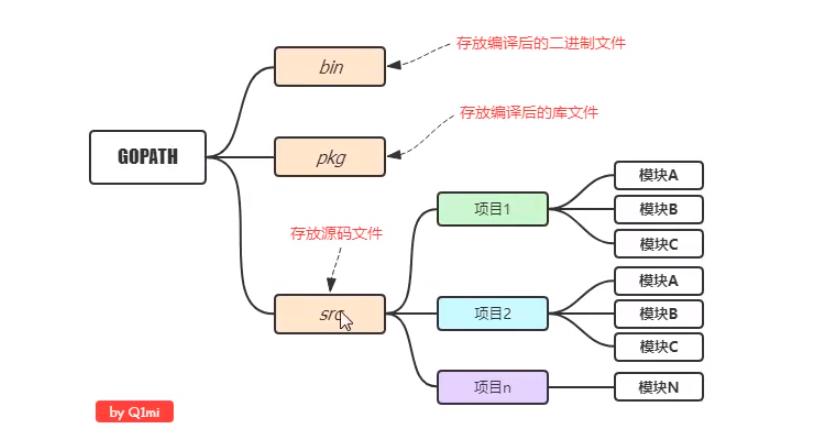 存放编译后的二进制文件
bin
存放编译后的库文件
GOPATH
pkg
模块A
项目1
模块B
存放源码文件
模块C
模块A
src
项目2
模块B
模块C
项目n
模块N
by Q1mi